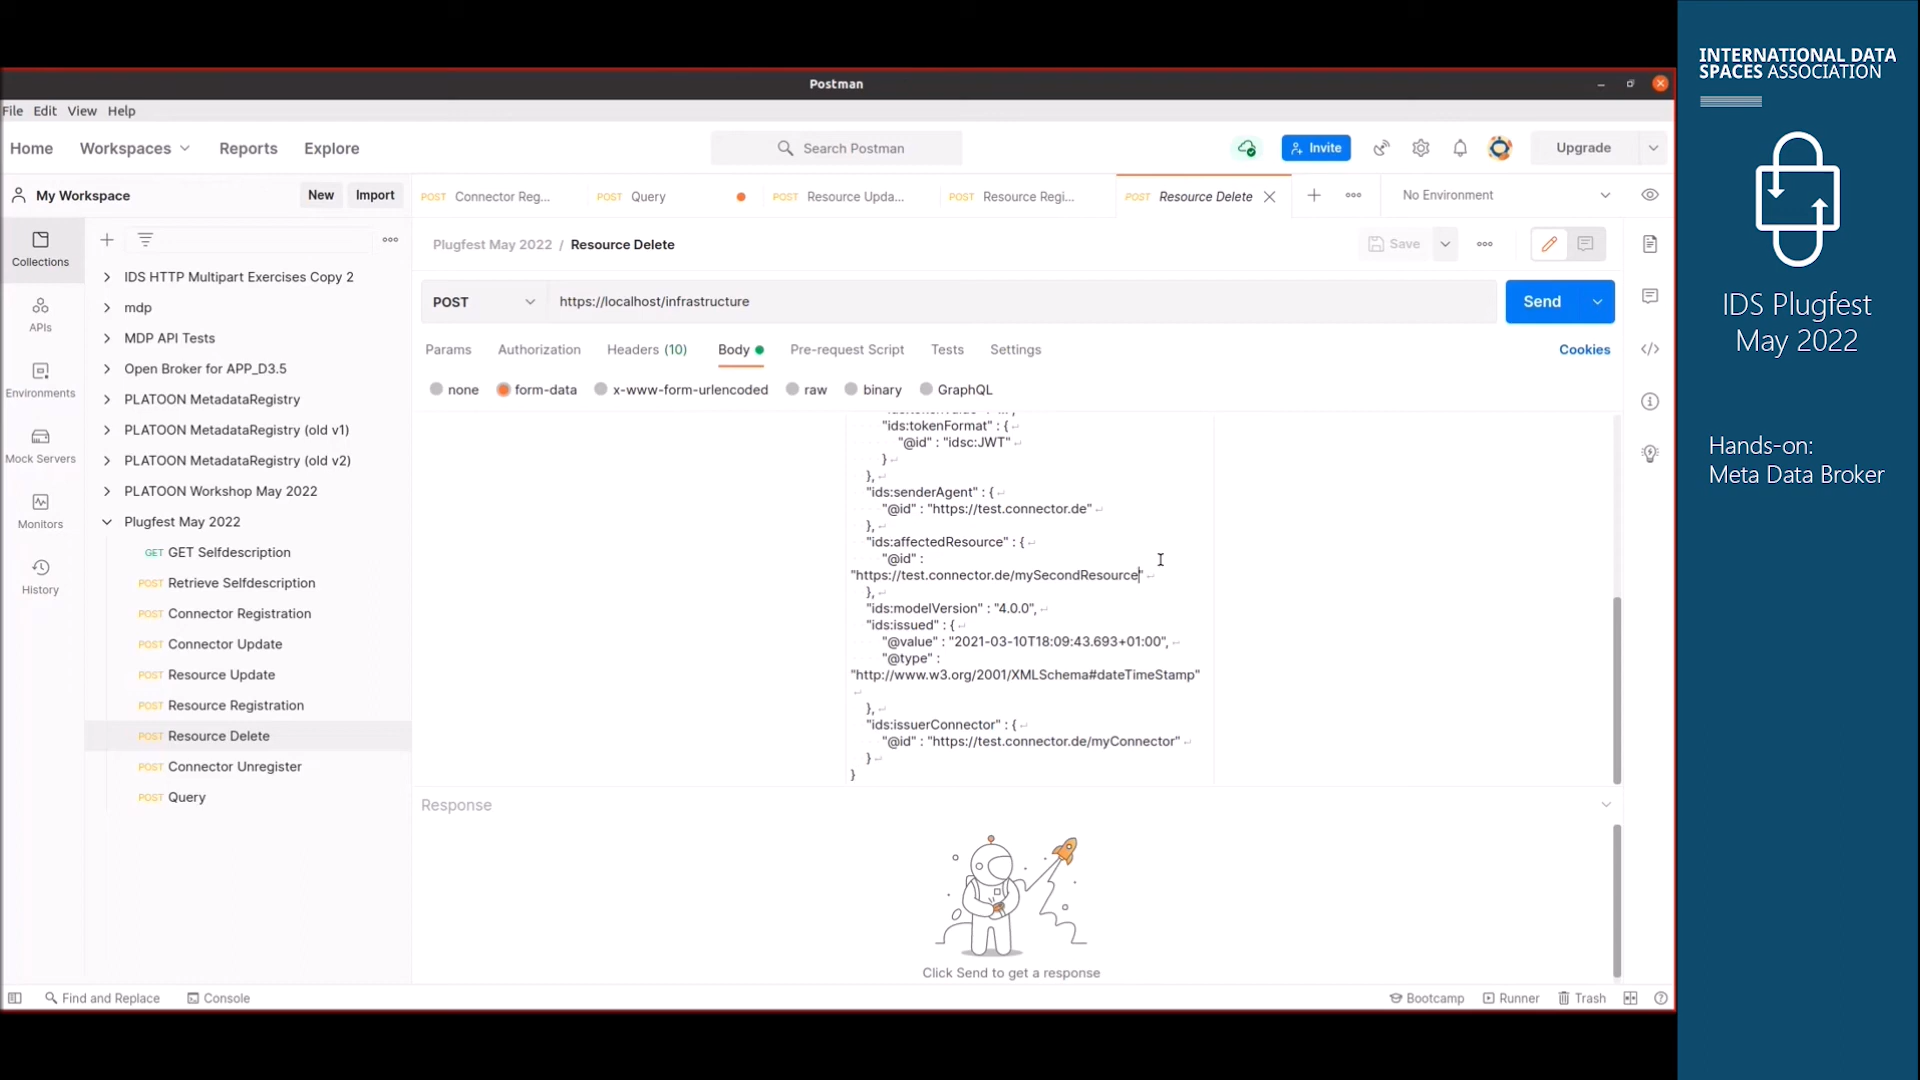 INTERNATIONAL DATA
SPACES ASSOCIATION
IDS Plugfest
May 2022
Hands-on:
Meta Data Broker
Postman
File Edit View Help
Home Workspaces Reports Explore
Search Postman
Invite
Upgrade
My Workspace
New
Import
POST Connector Reg...
POST Query
POST Resource Upda...
POST Resource Regi...
POST Resource Delete
No Environment
Collections
APIs
Environments
Mock Servers
Monitors
History
IDS HTTP Multipart Exercises Copy 2
mdp
MDP API Tests
Open Broker for APP_D3.5
PLATOON MetadataRegistry
PLATOON MetadataRegistry (old v1)
PLATOON MetadataRegistry (old v2)
PLATOON Workshop May 2022
Plugfest May 2022
GET GET Selfdescription
POST Retrieve Selfdescription
POST Connector Registration
POST Connector Update
POST Resource Update
POST Resource Registration
POST Resource Delete
POST Connector Unregister
POST Query
Plugfest May 2022 / Resource Delete
Save
POST https://localhost/infrastructure
Send
Params Authorization Headers (10) Body Pre-request Script Tests Settings
Cookies
none form-data x-www-form-urlencoded raw binary GraphQL
"ids:tokenFormat" : {
"@id" : "idsc:JWT"
}
},
"ids:senderAgent" : {
"@id" : "https://test.connector.de"
},
"ids:affectedResource" : {
"@id" :
"https://test.connector.de/mySecondResource"
},
"ids:modelVersion" : "4.0.0",
"ids:issued" : {
"@value" : "2021-03-10T18:09:43.693+01:00",
"@type" :
"http://www.w3.org/2001/XMLSchema#dateTimeStamp"
},
"ids:issuerConnector" : {
"@id" : "https://test.connector.de/myConnector"
}
}
Response
Click Send to get a response
Find and Replace Console
Bootcamp Runner Trash